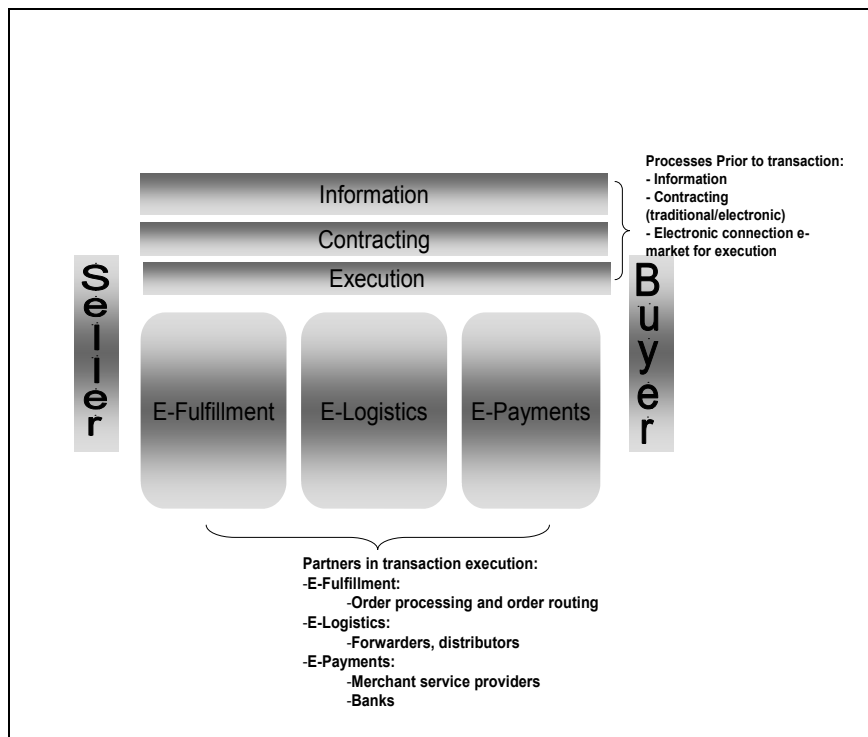 Processes Prior to transaction:
- Information
- Contracting
(traditional/electronic)
- Electronic connection e-
market for execution
Information
Contracting
Execution
Seller
Buyer
E-Fulfillment
E-Logistics
E-Payments
Partners in transaction execution:
-E-Fulfillment:
-Order processing and order routing
-E-Logistics:
-Forwarders, distributors
-E-Payments:
-Merchant service providers
-Banks